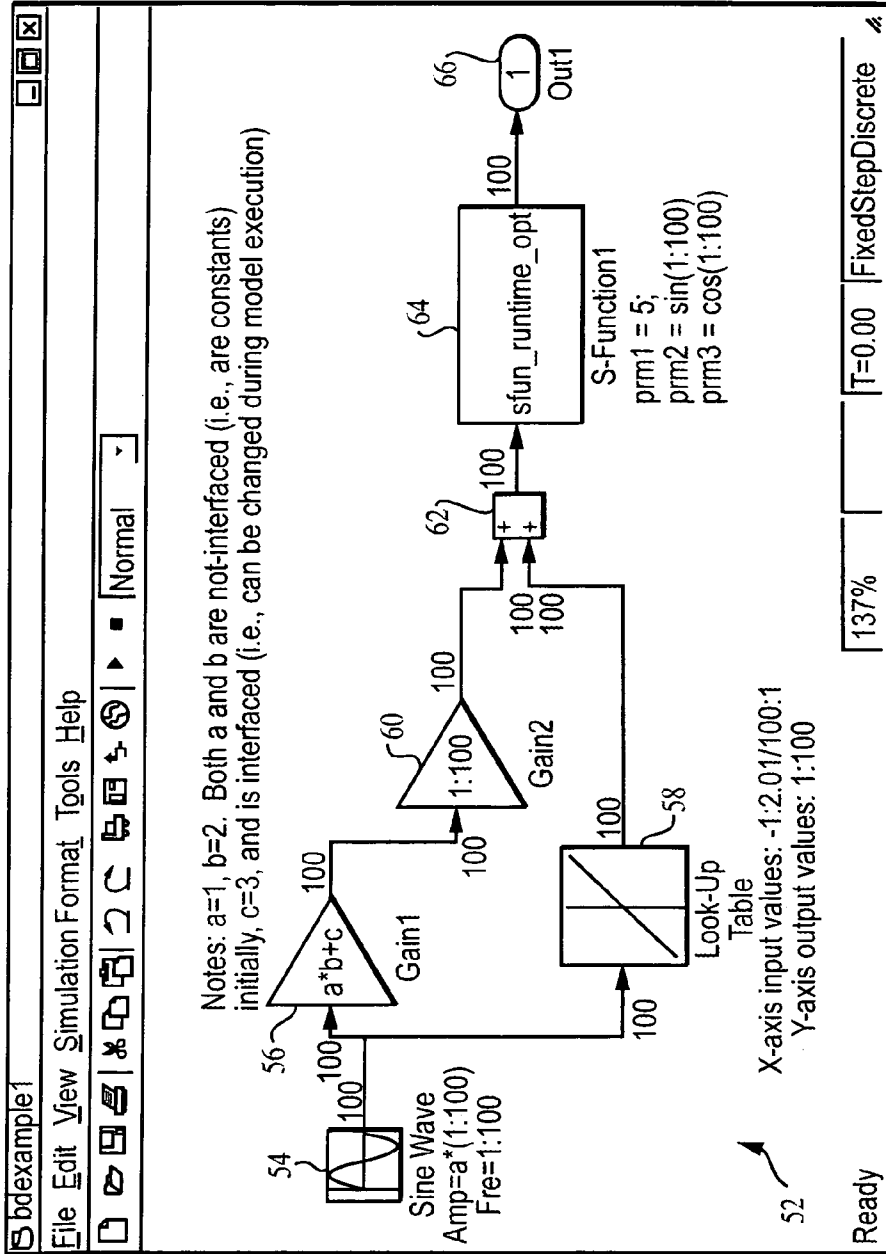 bdexample1
File Edit View Simulation Format Tools Help
Normal
Notes: a=1, b=2. Both a and b are not-interfaced (i.e., are constants)
initially, c=3, and is interfaced (i.e., can be changed during model execution)
54
100
Sine Wave
Amp=a*(1:100)
Fre=1:100
56
100
a*b+c
100
Gain1
60
100
1:100
100
Gain2
100
58
100
Look-Up
Table
X-axis input values: -1:2.01/100:1
Y-axis output values: 1:100
62
100
100
+
+
100
64
sfun_runtime_opt
100
S-Function1
prm1 = 5;
prm2 = sin(1:100)
prm3 = cos(1:100)
66
1
Out1
52
Ready
137%
T=0.00
FixedStepDiscrete